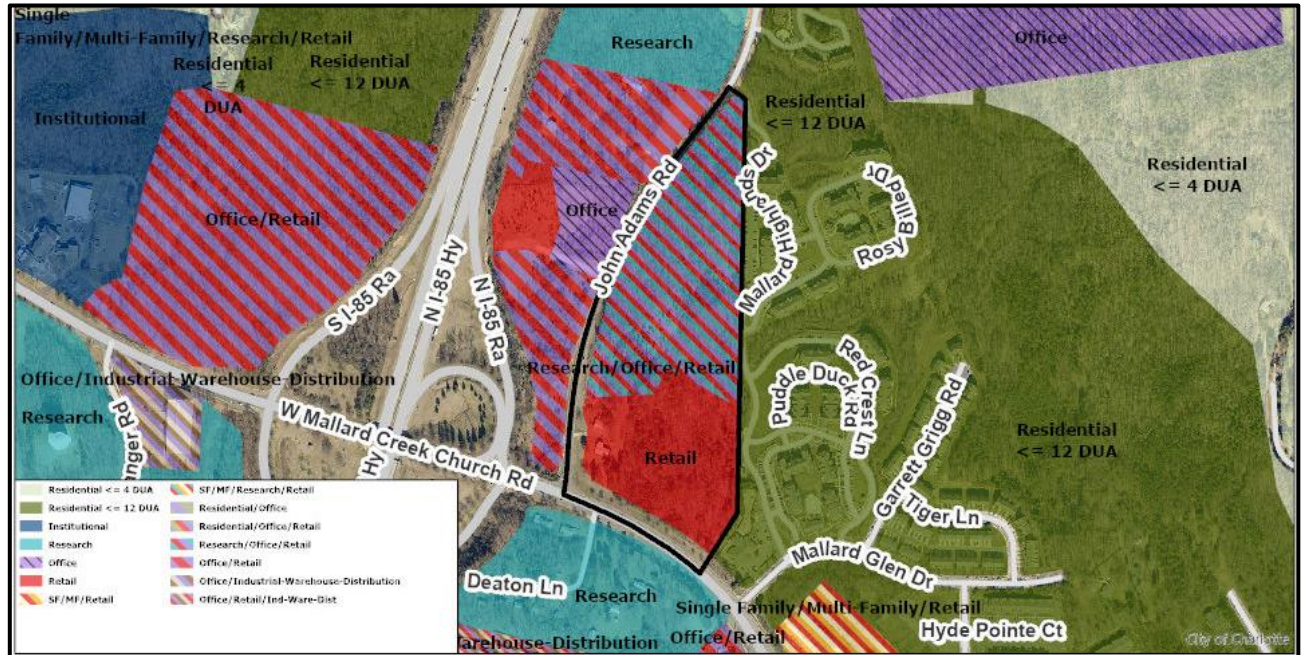 Single
Family/Multi-Family/Research/Retail
Residential
<= 4
DUA
Residential
<= 12 DUA
Institutional
Office/Retail
Research
Office
Residential
<= 12 DUA
Residential
<= 4 DUA
Office
John Adams Rd
Mallard Highlands Dr
Rosy Billed Dr
S I-85 Ra
N I-85 Hy
N I-85 Ra
Research/Office/Retail
Office/Industrial-Warehouse-Distribution
Research
W Mallard Creek Church Rd
Hy
Retail
Puddle Duck Rd
Red Crest Ln
Garrett Grigg Rd
Residential
<= 12 DUA
Tiger Ln
Mallard Glen Dr
Deaton Ln
Research
Single Family/Multi-Family/Retail
Hyde Pointe Ct
arehouse-Distribution
Office/Retail
City of Charlotte
Residential <= 4 DUA
Residential <= 12 DUA
Institutional
Research
Office
Retail
SF/MF/Retail
SF/MF/Research/Retail
Residential/Office
Residential/Office/Retail
Research/Office/Retail
Office/Retail
Office/Industrial-Warehouse-Distribution
Office/Retail/Ind-Ware-Dist